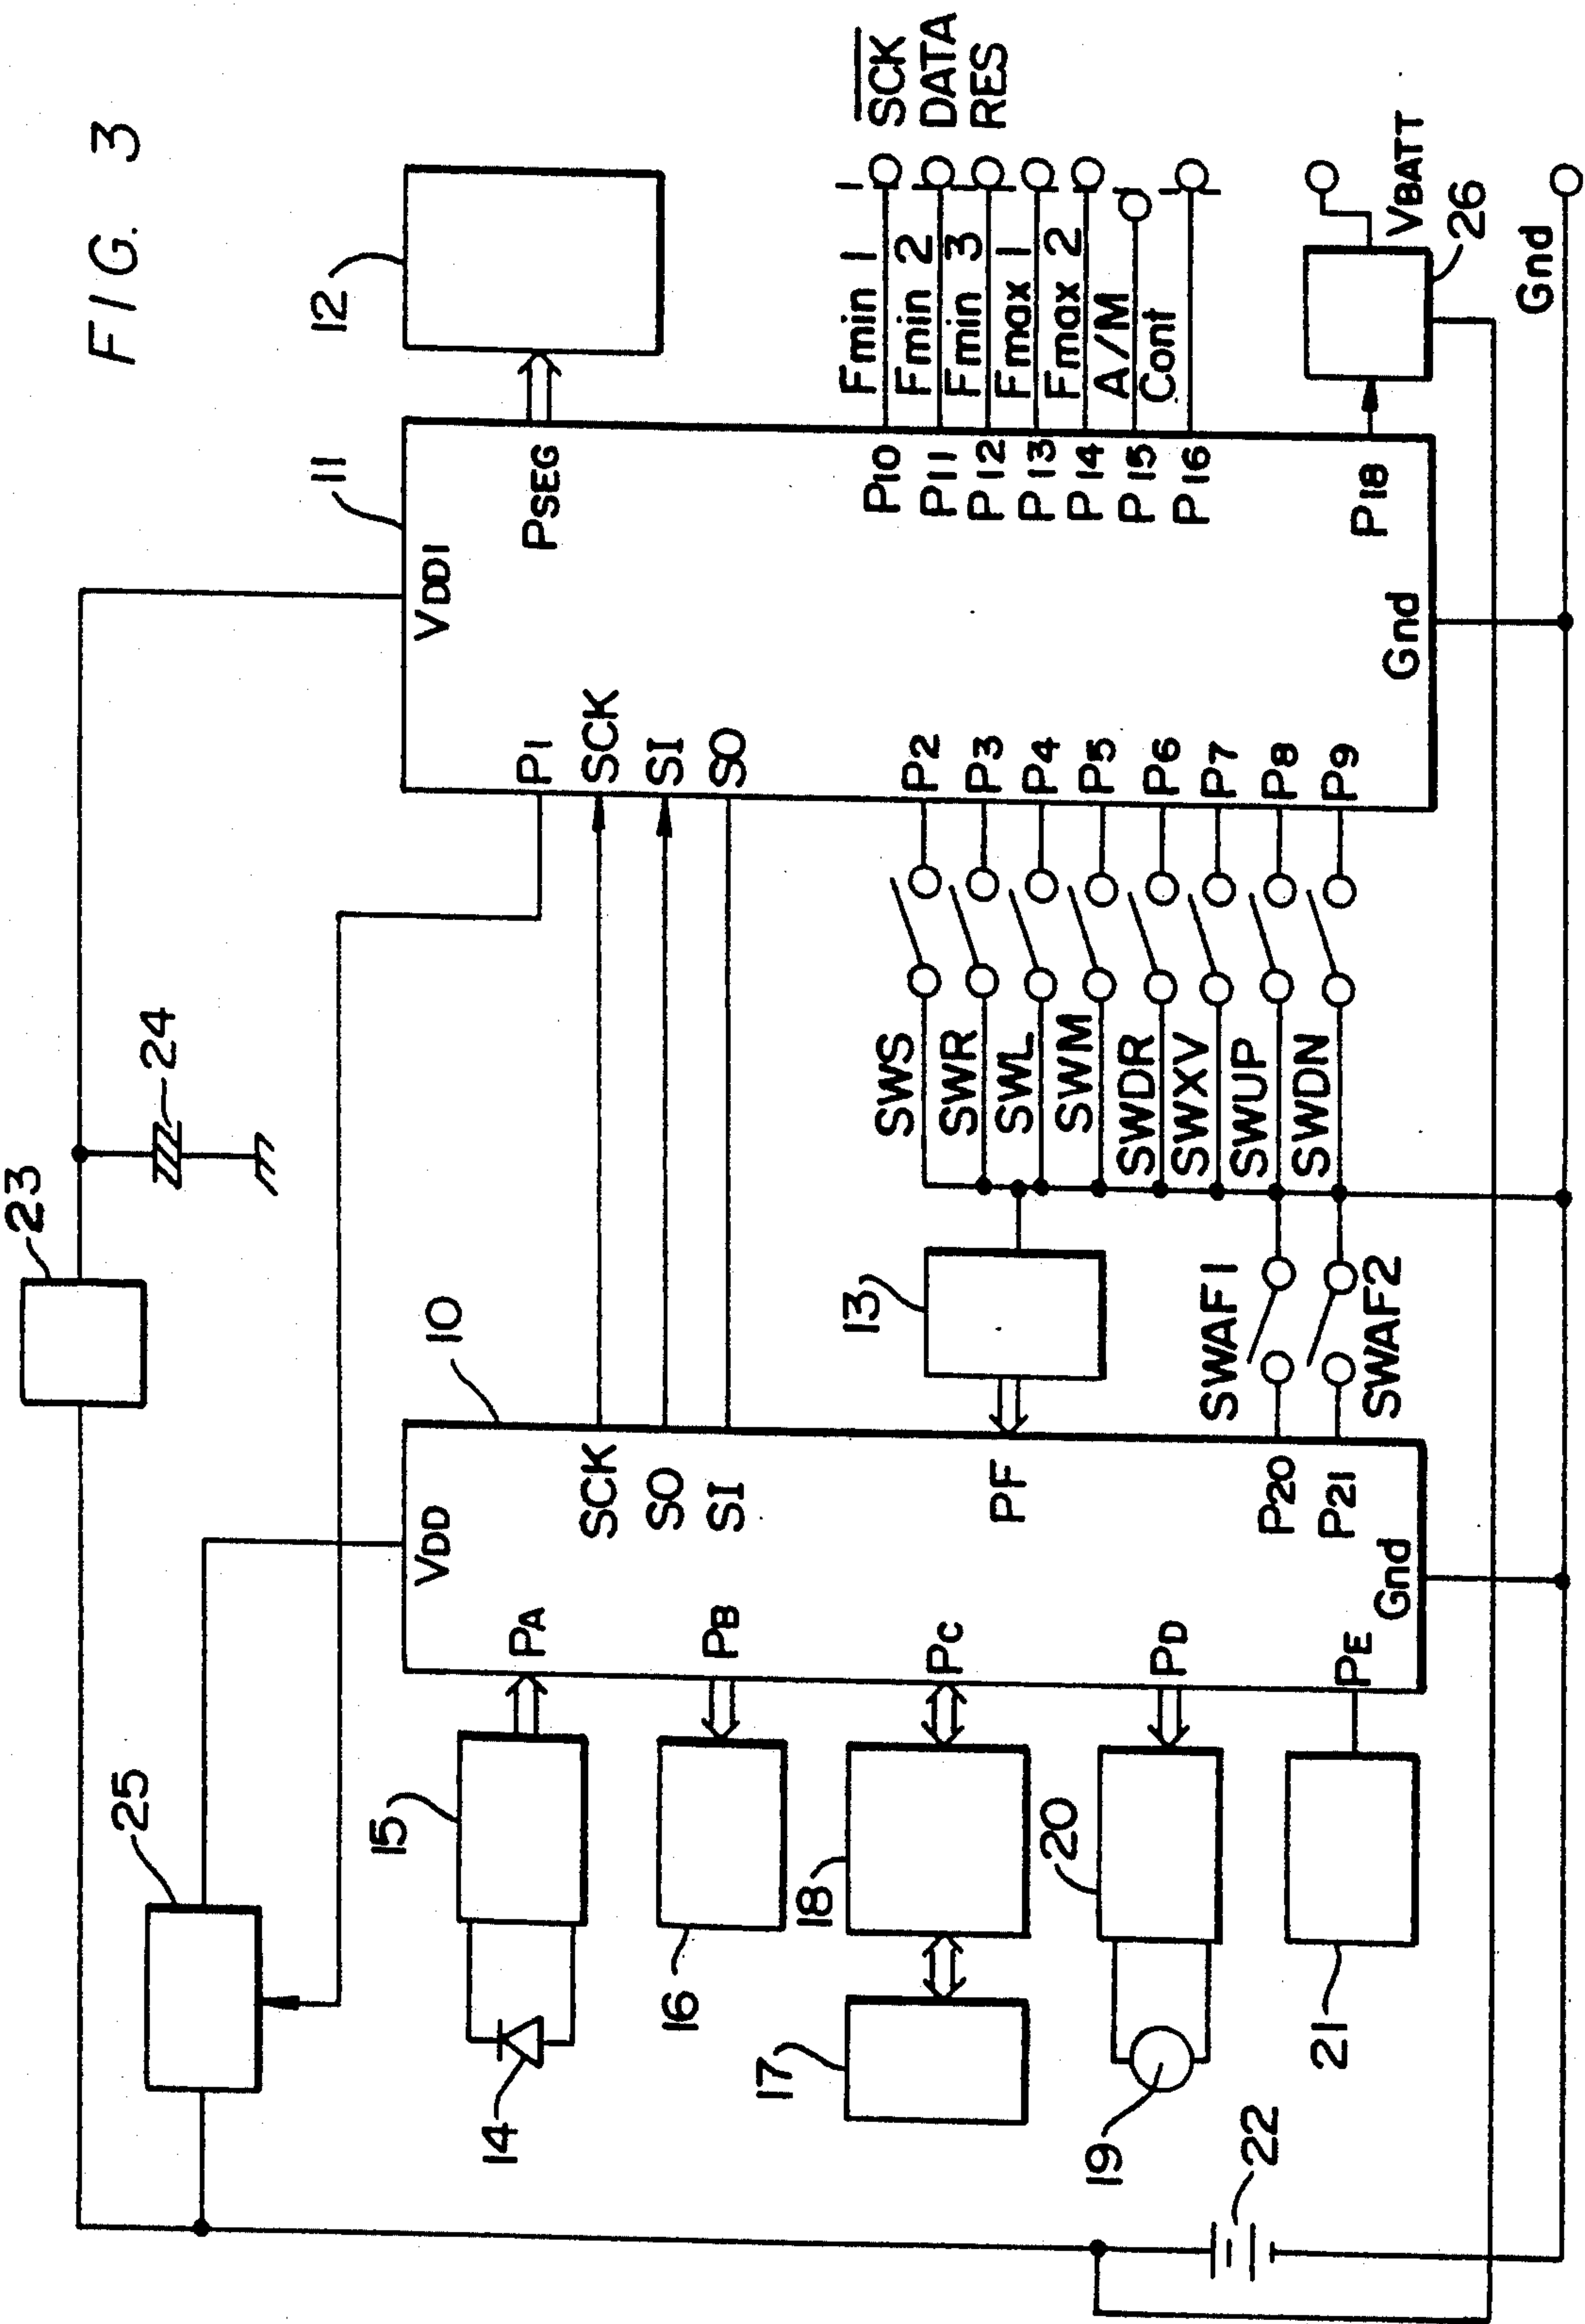 FIG. 3
23
24
25
11
12
10
VDD1
PSEG
P1
SCK
SI
SO
VDD
SCK
SO
SI
PA
PB
PC
PD
PE
PF
P20
P21
Gnd
15
14
16
18
17
20
19
21
22
13
SWS
SWR
SWL
SWM
SWDR
SWXV
SWUP
SWDN
SWAF1
SWAF2
P2
P3
P4
P5
P6
P7
P8
P9
P10
P11
P12
P13
P14
P15
P16
P18
Gnd
Fmin 1
Fmin 2
Fmin 3
Fmax 1
Fmax 2
A/M
Cont
SCK
DATA
RES
VBATT
26
Gnd